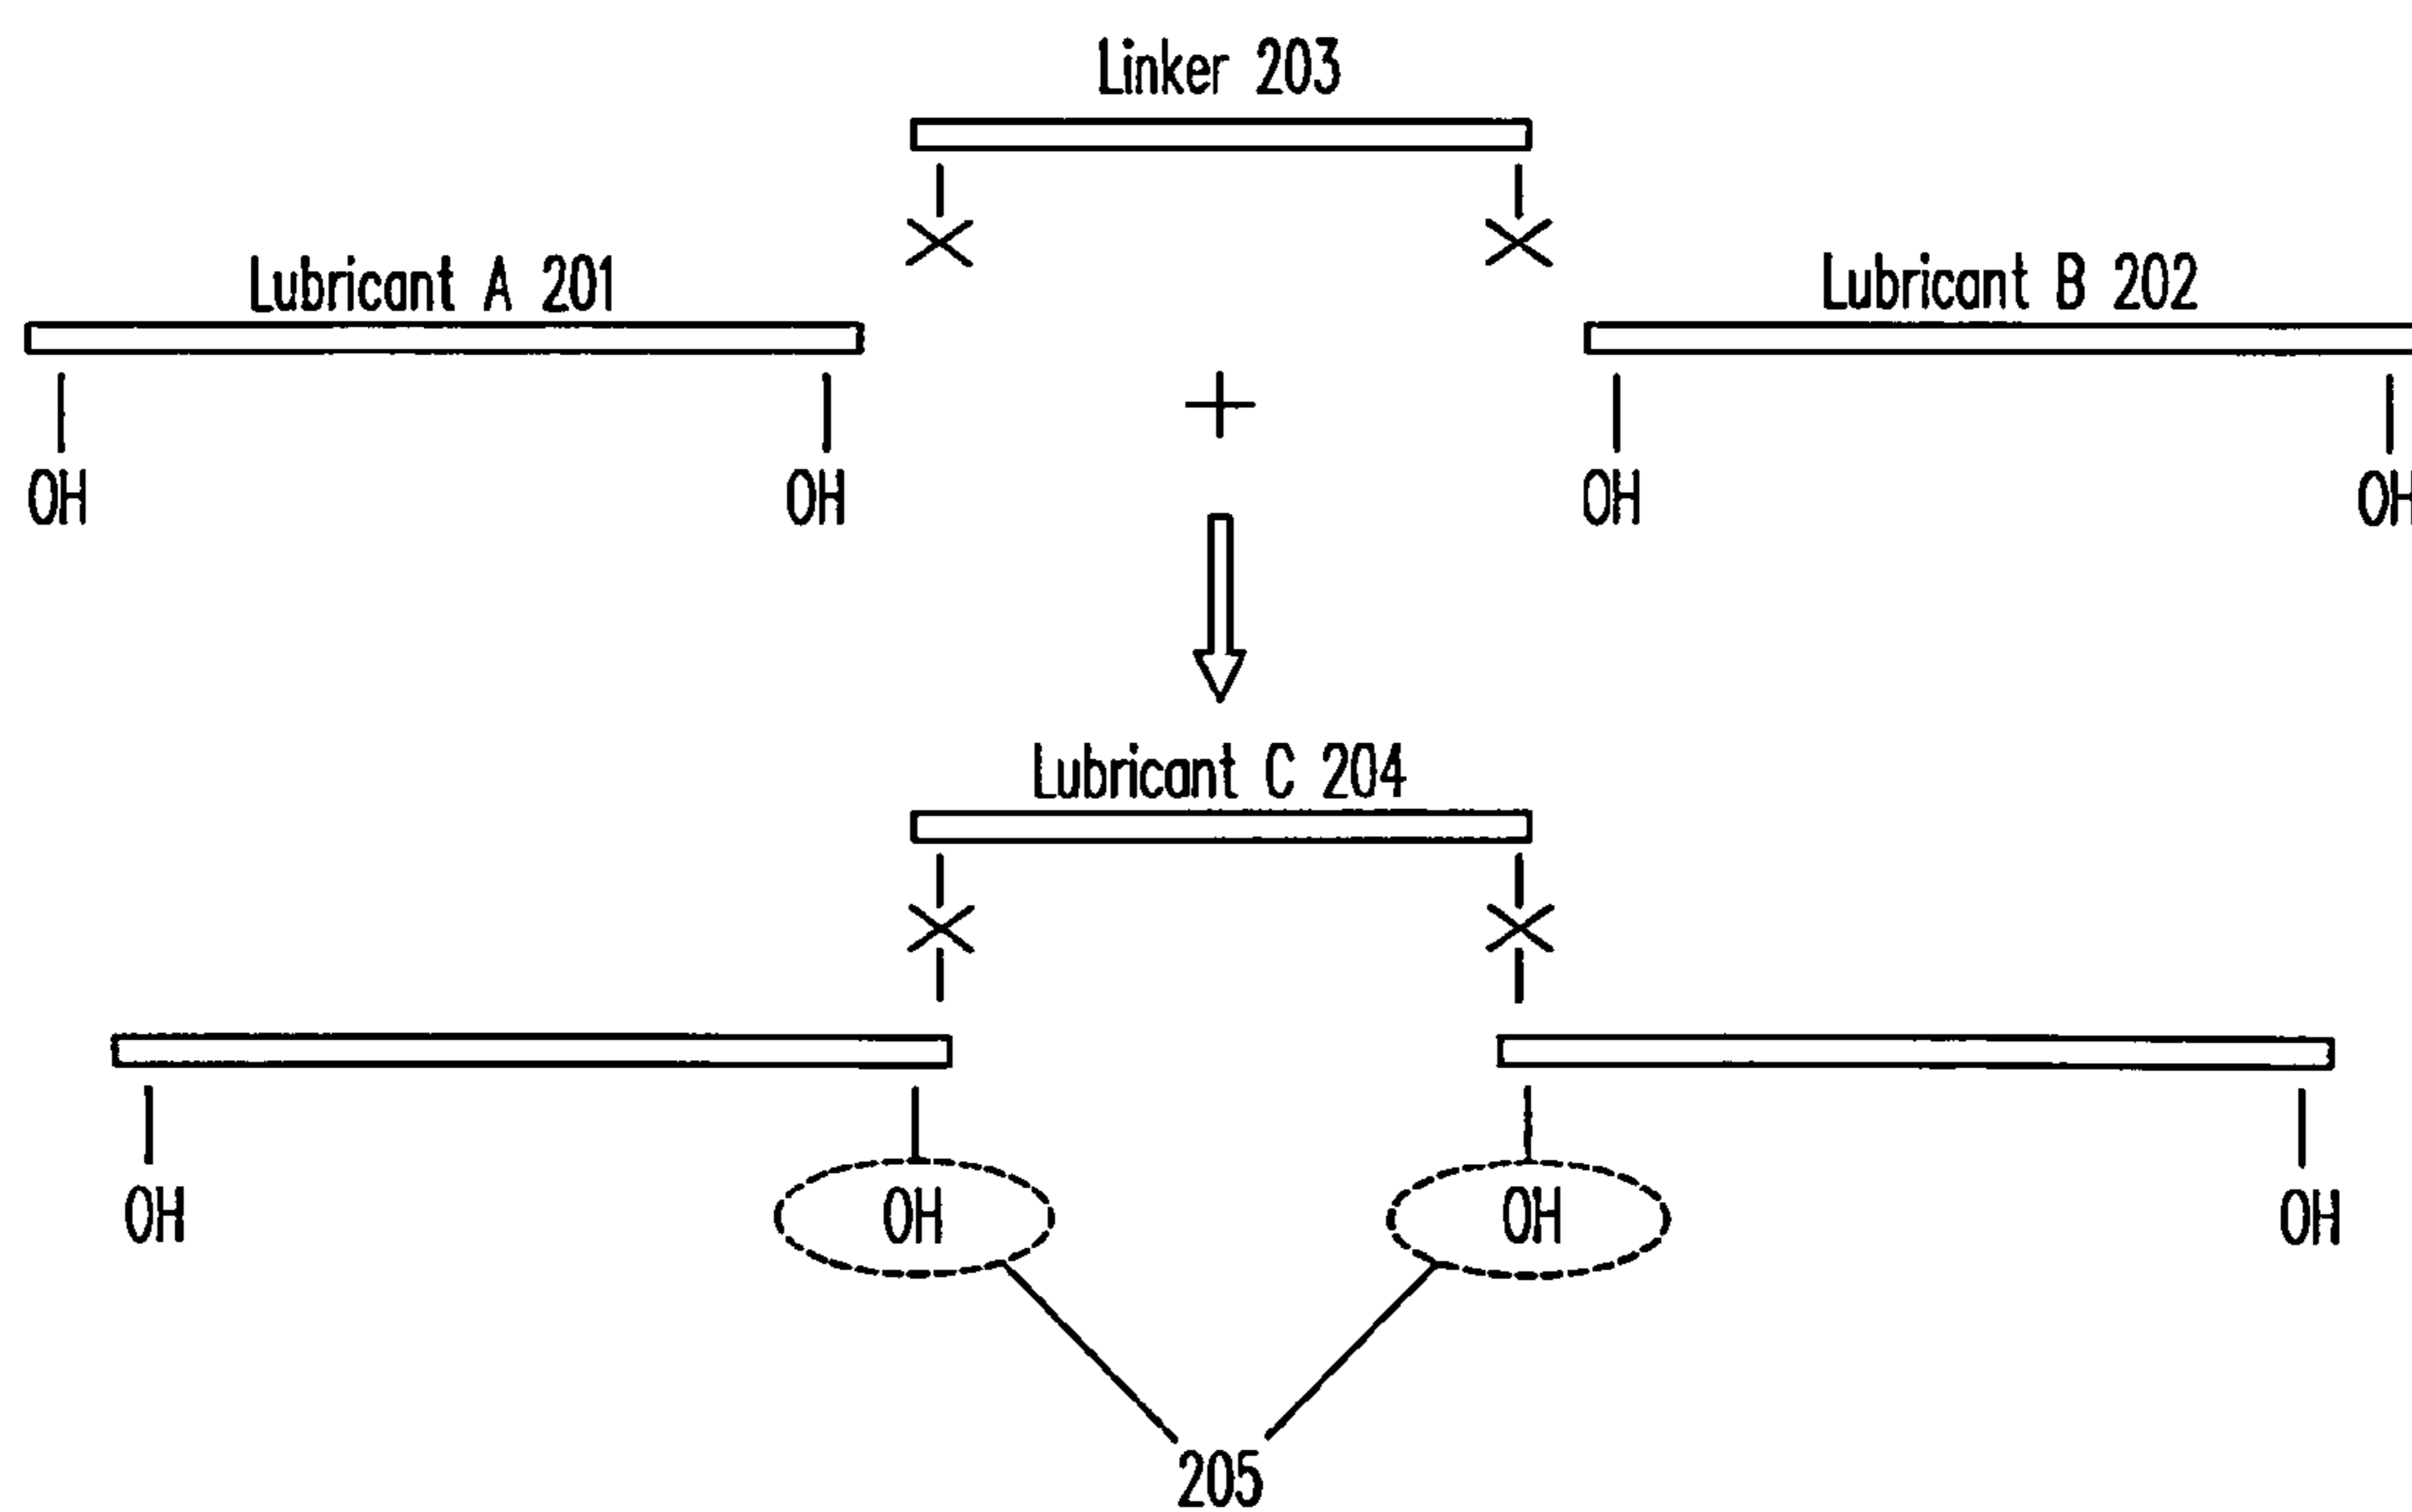 Linker 203
X X
Lubricant A 201
Lubricant B 202
+
OH OH OH OH
Lubricant C 204
X X
OH OH OH OH
205